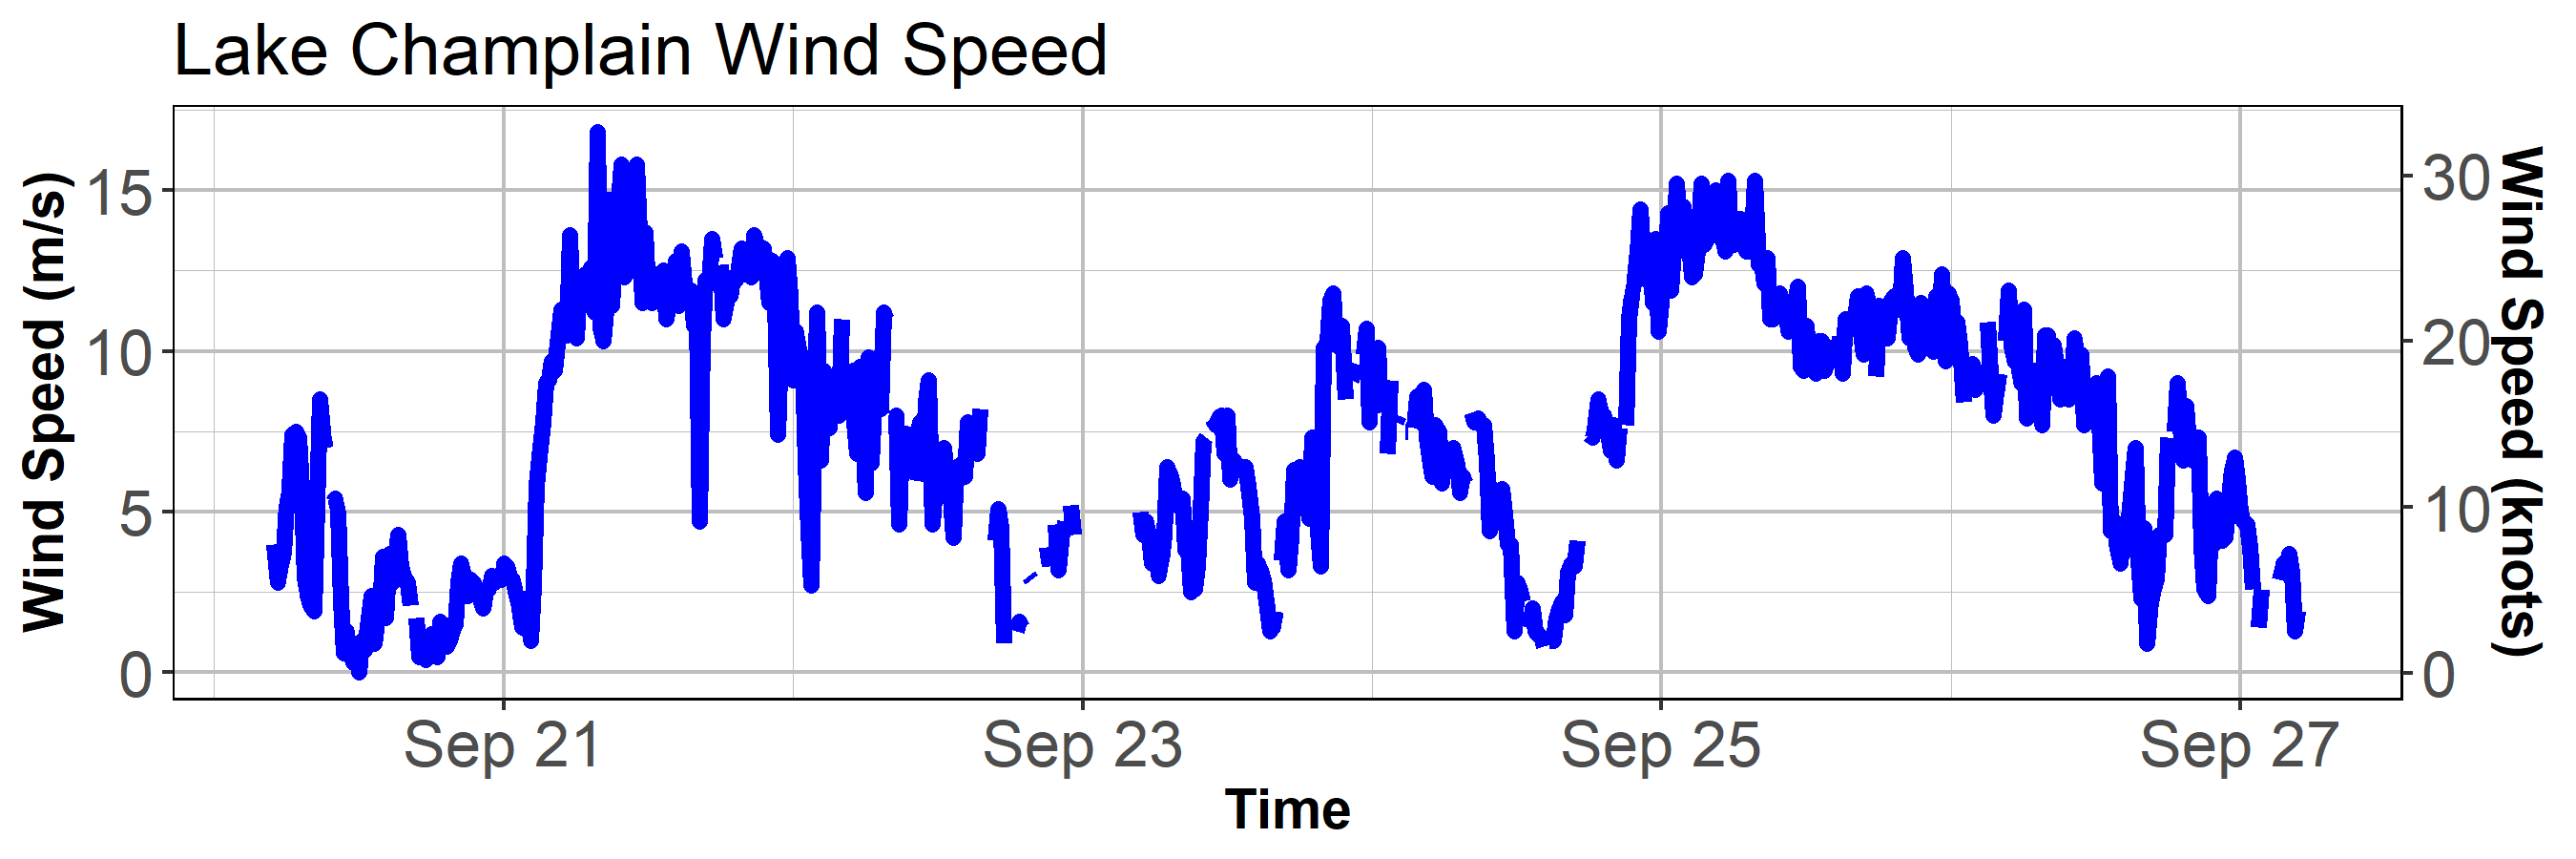 Lake Champlain Wind Speed
Wind Speed (m/s)
15
10
5
0
30
20
10
0
Wind Speed (knots)
Sep 21
Sep 23
Sep 25
Sep 27
Time